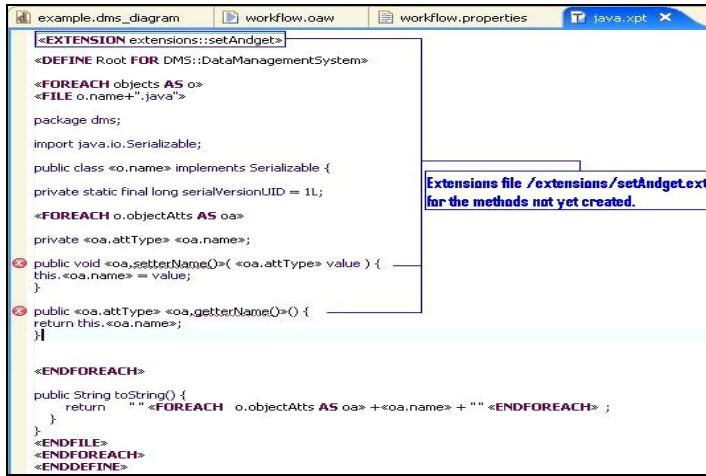 example.dms_diagram
workflow.oaw
workflow.properties
java.xpt
«EXTENSION extensions::setAndget»
«DEFINE Root FOR DMS::DataManagementSystem»
«FOREACH objects AS o»
«FILE o.name+".java"»
package dms;
import java.io.Serializable;
public class «o.name» implements Serializable {
private static final long serialVersionUID = 1L;
«FOREACH o.objectAtts AS oa»
private «oa.attType» «oa.name»;
public void «oa.setterName()»( «oa.attType» value ) {
this.«oa.name» = value;
}
public «oa.attType» «oa.getterName()»() {
return this.«oa.name»;
}
Extensions file /extensions/setAndget.ext
for the methods not yet created.
«ENDFOREACH»
public String toString() {
return " " «FOREACH o.objectAtts AS oa» +«oa.name» + "" «ENDFOREACH» ;
}
}
«ENDFILE»
«ENDFOREACH»
«ENDDEFINE»